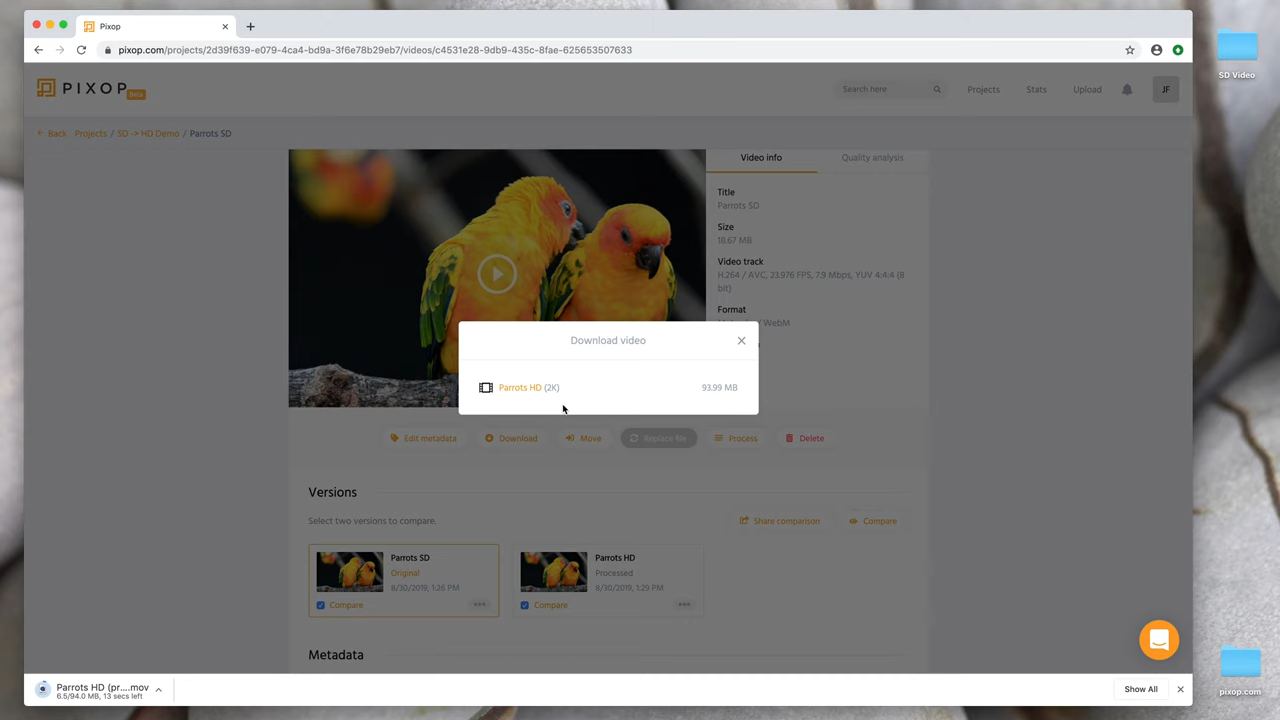 Pixop
pixop.com/projects/2d39f639-e079-4ca4-bd9a-3f6e78b29eb7/videos/c4531e28-9db9-435c-8fae-625653507633
SD Video
PIXOP Beta
Search here
Projects
Stats
Upload
JF
Back Projects / SD -> HD Demo / Parrots SD
Video info
Quality analysis
Title
Parrots SD
Size
18.67 MB
Video track
H.264 / AVC, 23.976 FPS, 7.9 Mbps, YUV 4:4:4 (8
bit)
Format
/ WebM
Download video
Parrots HD (2K)
93.99 MB
Edit metadata
Download
Move
Replace file
Process
Delete
Versions
Select two versions to compare.
Share comparison
Compare
Parrots SD
Original
8/30/2019, 1:26 PM
Compare
Parrots HD
Processed
8/30/2019, 1:29 PM
Compare
Metadata
Parrots HD (pr....mov
6.5/94.0 MB, 13 secs left
Show All
pixop.com